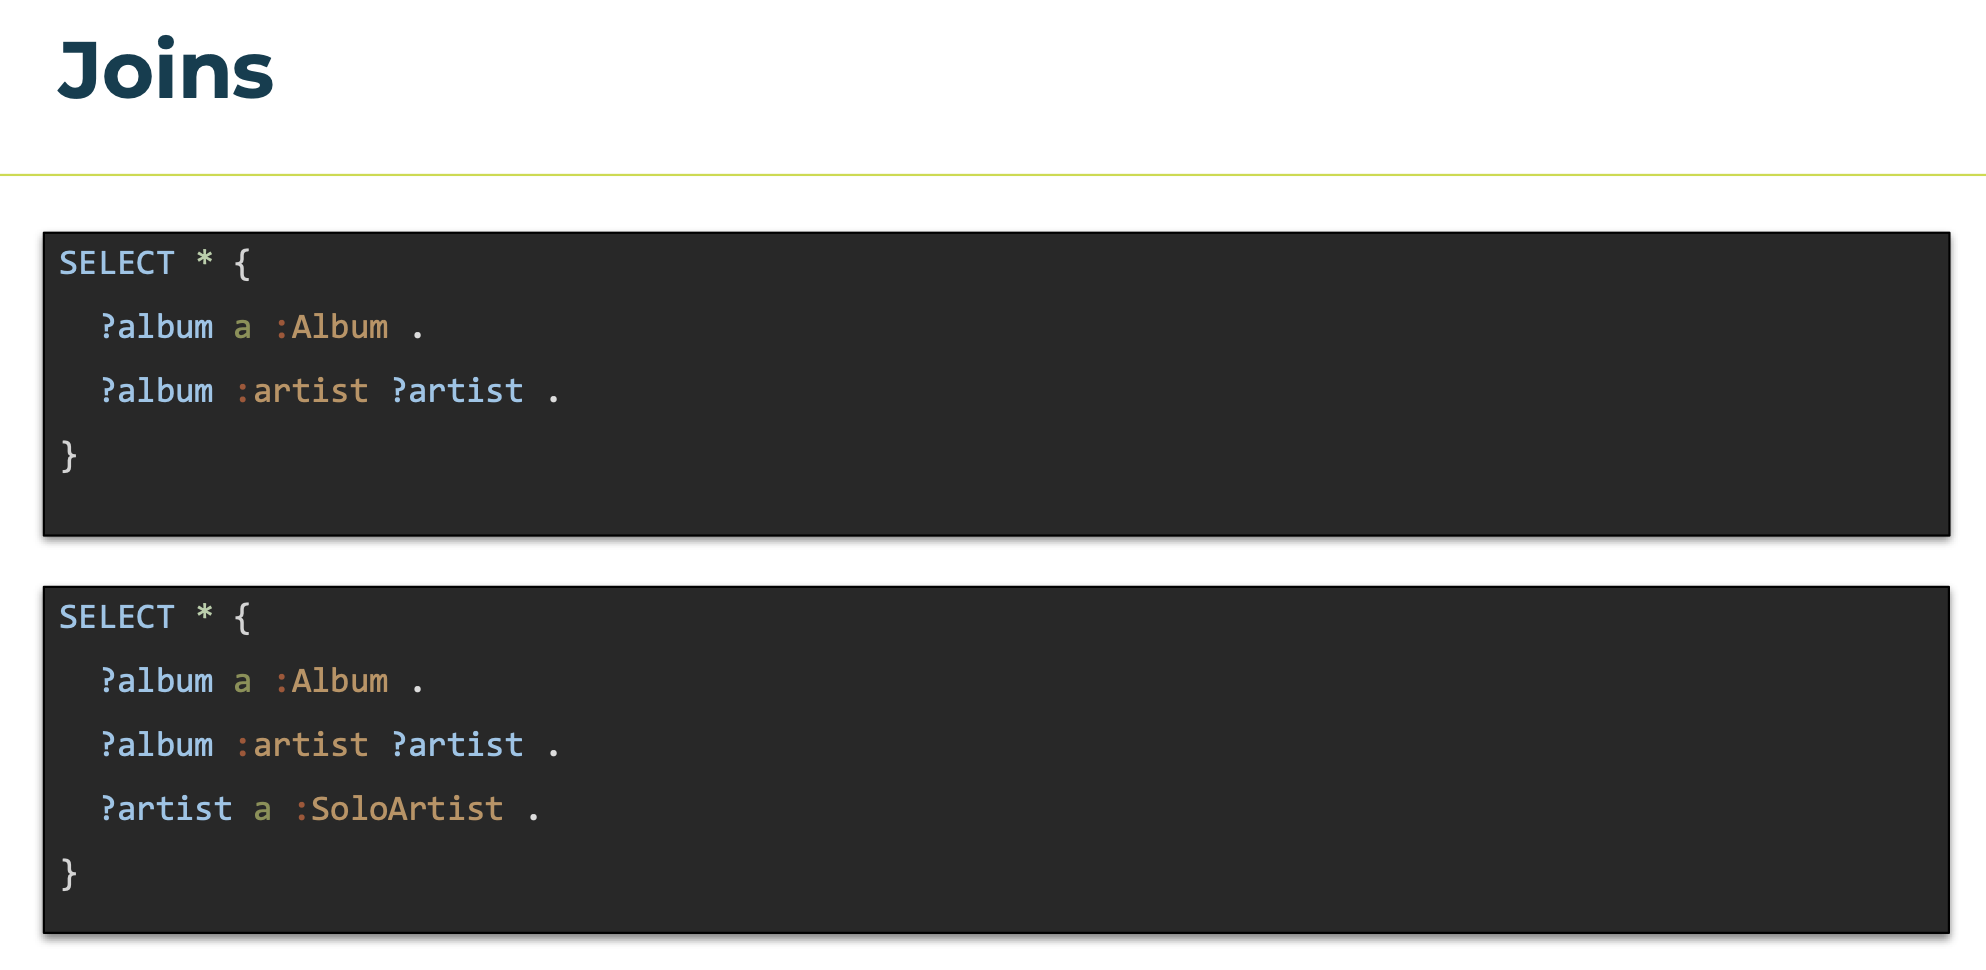 Joins
SELECT * {
  ?album a :Album .
  ?album :artist ?artist .
}
SELECT * {
  ?album a :Album .
  ?album :artist ?artist .
  ?artist a :SoloArtist .
}